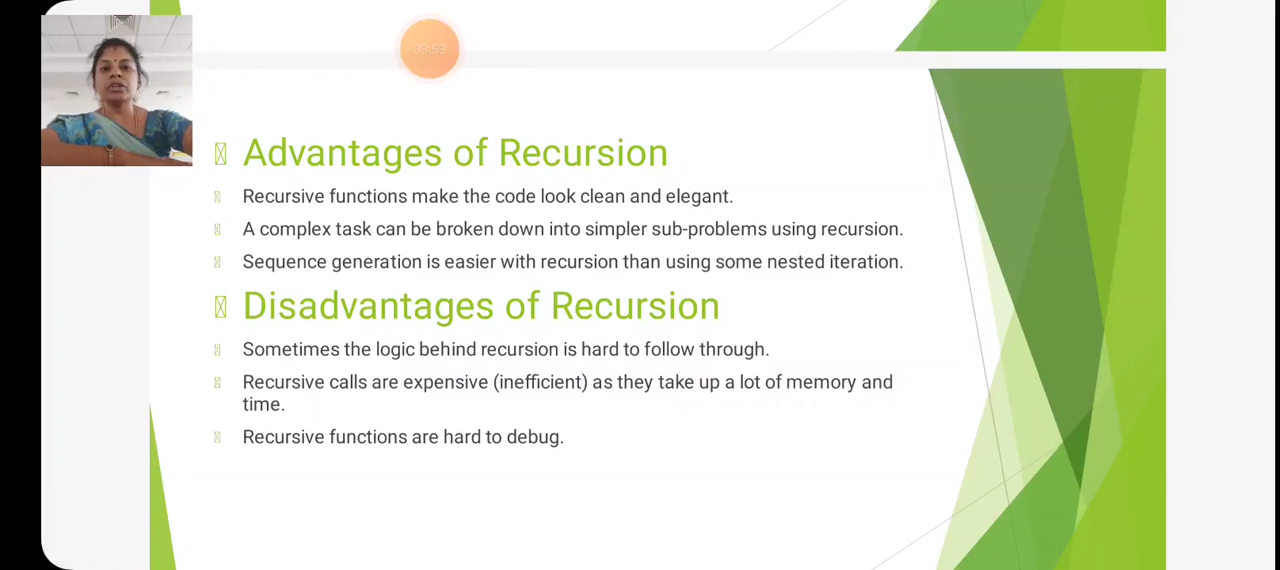 03:53
Advantages of Recursion
Recursive functions make the code look clean and elegant.
A complex task can be broken down into simpler sub-problems using recursion.
Sequence generation is easier with recursion than using some nested iteration.
Disadvantages of Recursion
Sometimes the logic behind recursion is hard to follow through.
Recursive calls are expensive (inefficient) as they take up a lot of memory and
time.
Recursive functions are hard to debug.